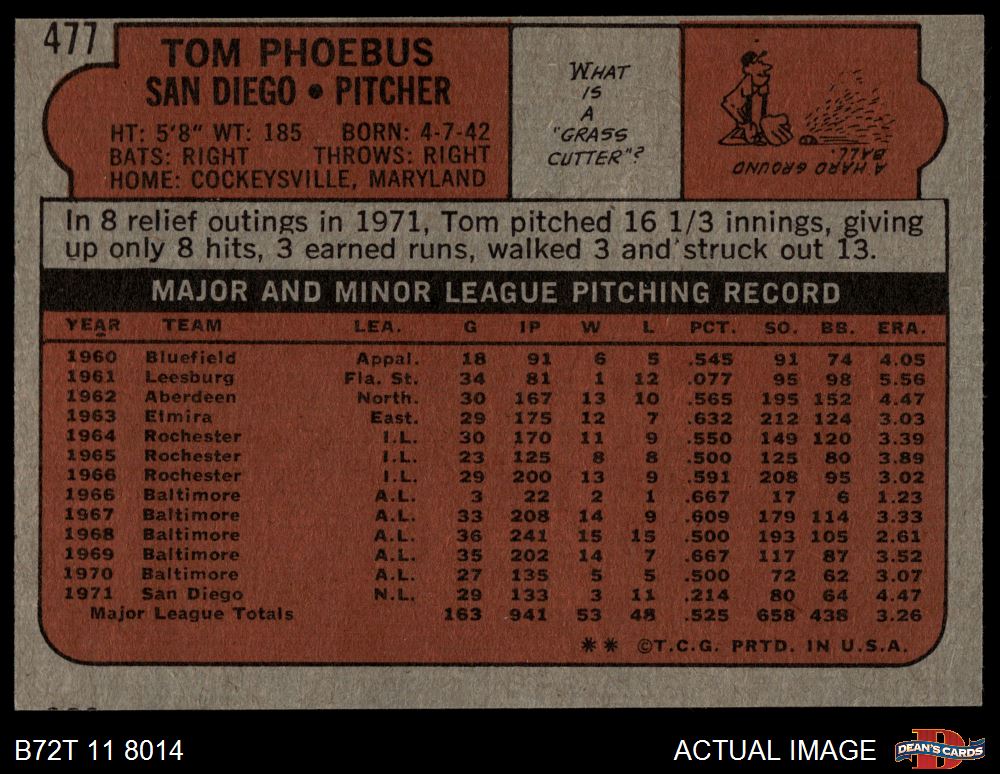 477
TOM PHOEBUS
SAN DIEGO • PITCHER
HT: 5'8" WT: 185 BORN: 4-7-42
BATS: RIGHT THROWS: RIGHT
HOME: COCKEYSVILLE, MARYLAND
WHAT
IS
A
"GRASS
CUTTER"?
A HARD GROUND
BALL
In 8 relief outings in 1971, Tom pitched 16 1/3 innings, giving
up only 8 hits, 3 earned runs, walked 3 and struck out 13.
MAJOR AND MINOR LEAGUE PITCHING RECORD
YEAR TEAM LEA. G IP W L PCT. SO. BB. ERA.
1960 Bluefield Appal. 18 91 6 5 .545 91 74 4.05
1961 Leesburg Fla. St. 34 81 1 12 .077 95 98 5.56
1962 Aberdeen North. 30 167 13 10 .565 195 152 4.47
1963 Elmira East. 29 175 12 7 .632 212 124 3.03
1964 Rochester I.L. 30 170 11 9 .550 149 120 3.39
1965 Rochester I.L. 23 125 8 8 .500 125 80 3.89
1966 Rochester I.L. 29 200 13 9 .591 208 95 3.02
1966 Baltimore A.L. 3 22 2 1 .667 17 6 1.23
1967 Baltimore A.L. 33 208 14 9 .609 179 114 3.33
1968 Baltimore A.L. 36 241 15 15 .500 193 105 2.61
1969 Baltimore A.L. 35 202 14 7 .667 117 87 3.52
1970 Baltimore A.L. 27 135 5 5 .500 72 62 3.07
1971 San Diego N.L. 29 133 3 11 .214 80 64 4.47
Major League Totals 163 941 53 48 .525 658 438 3.26
** ©T.C.G. PRTD. IN U.S.A.
B72T 11 8014
ACTUAL IMAGE
DEAN'S CARDS